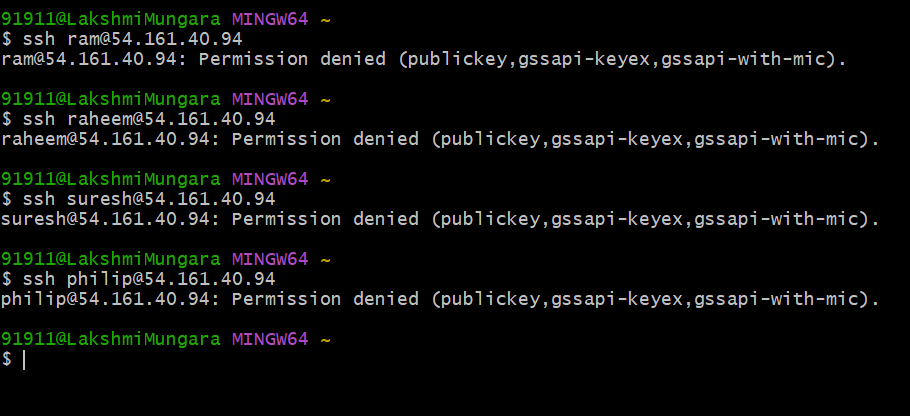 91911@LakshmiMungara MINGW64 ~
$ ssh ram@54.161.40.94
ram@54.161.40.94: Permission denied (publickey,gssapi-keyex,gssapi-with-mic).
91911@LakshmiMungara MINGW64 ~
$ ssh raheem@54.161.40.94
raheem@54.161.40.94: Permission denied (publickey,gssapi-keyex,gssapi-with-mic).
91911@LakshmiMungara MINGW64 ~
$ ssh suresh@54.161.40.94
suresh@54.161.40.94: Permission denied (publickey,gssapi-keyex,gssapi-with-mic).
91911@LakshmiMungara MINGW64 ~
$ ssh philip@54.161.40.94
philip@54.161.40.94: Permission denied (publickey,gssapi-keyex,gssapi-with-mic).
91911@LakshmiMungara MINGW64 ~
$